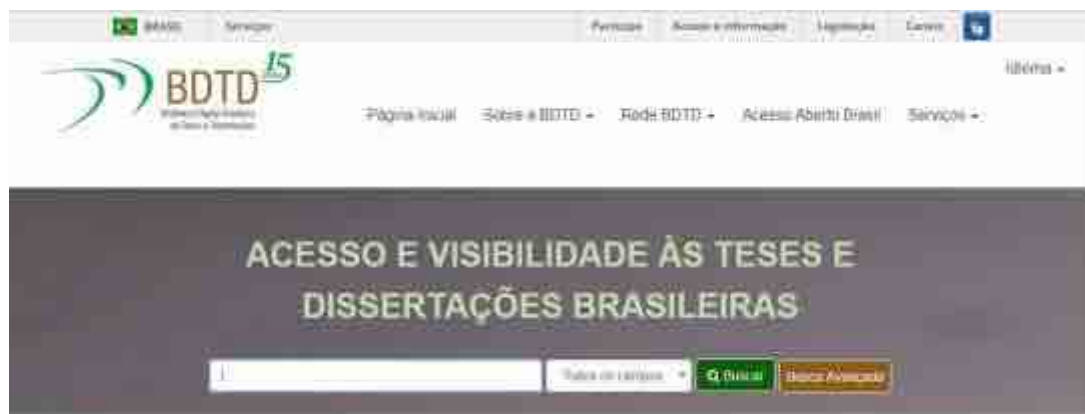 BRASIL Serviços Participe Acesso à informação Legislação Canais
BDTD 15
Idioma
Página Inicial Sobre a BDTD Rede BDTD Acesso Aberto Brasil Serviços
ACESSO E VISIBILIDADE ÀS TESES E
DISSERTAÇÕES BRASILEIRAS
Todos os campos Buscar Busca Avançada